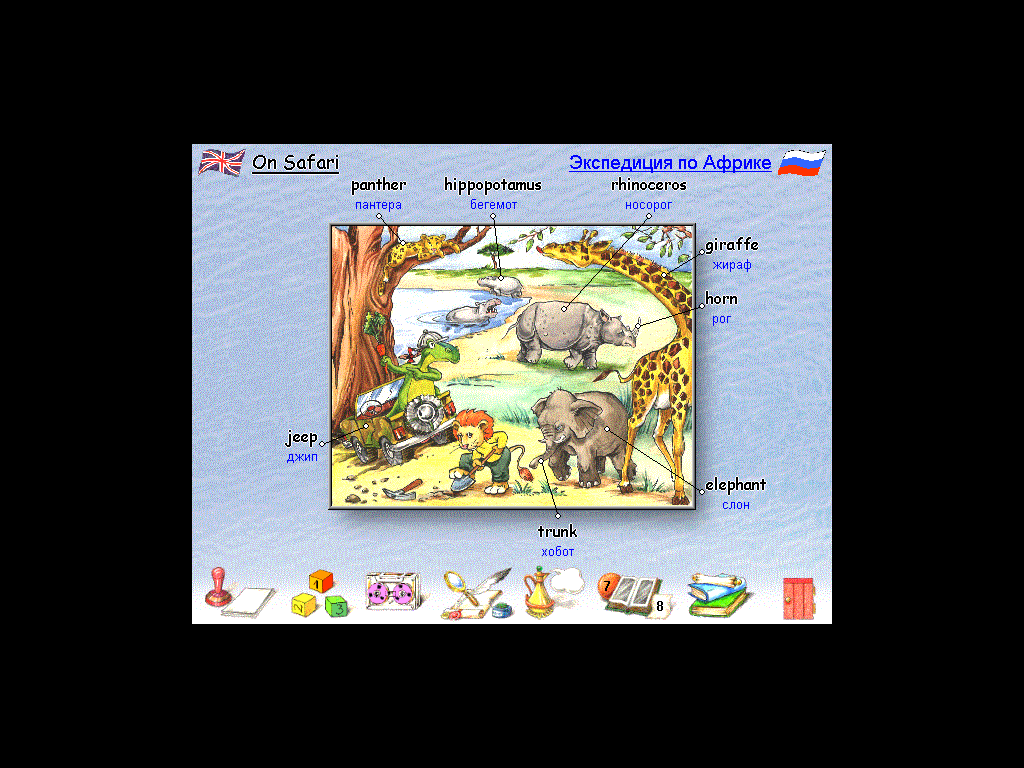 On Safari
Экспедиция по Африке
panther
пантера
hippopotamus
бегемот
rhinoceros
носорог
giraffe
жираф
horn
рог
jeep
джип
elephant
слон
trunk
хобот
1
2
3
7
8